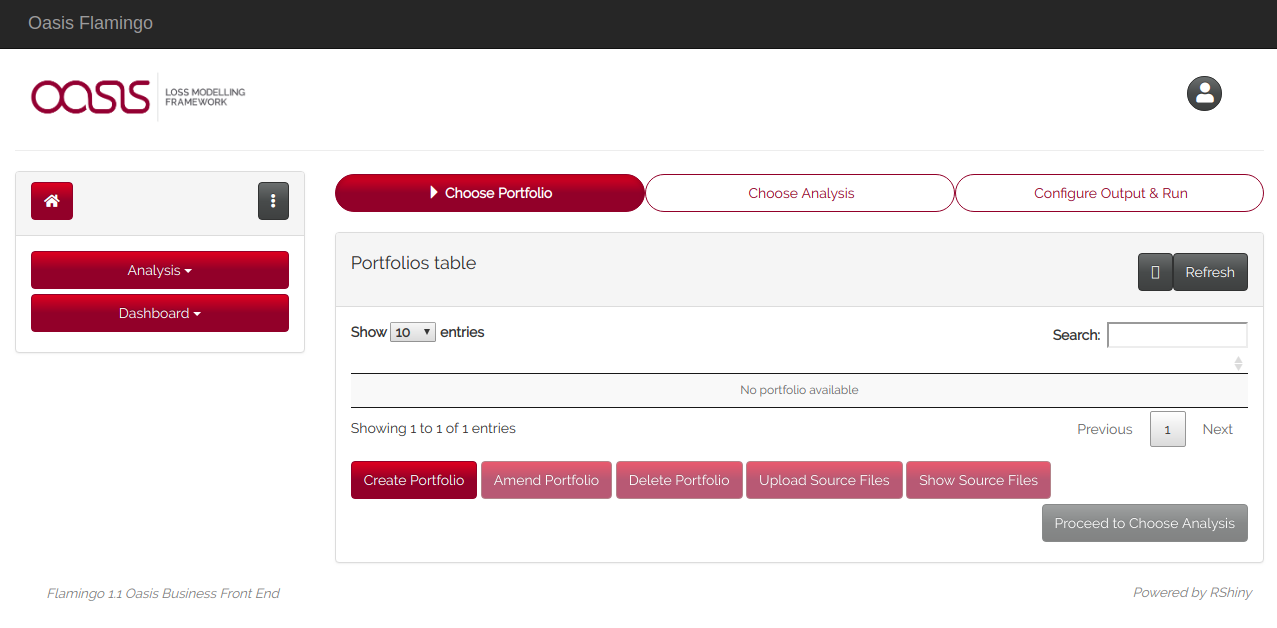 Oasis Flamingo
OASIS LOSS MODELLING
FRAMEWORK
Choose Portfolio Choose Analysis Configure Output & Run
Portfolios table
Refresh
Analysis
Dashboard
Show 10 entries
Search:
No portfolio available
Showing 1 to 1 of 1 entries
Previous 1 Next
Create Portfolio Amend Portfolio Delete Portfolio Upload Source Files Show Source Files
Proceed to Choose Analysis
Flamingo 1.1 Oasis Business Front End
Powered by RShiny